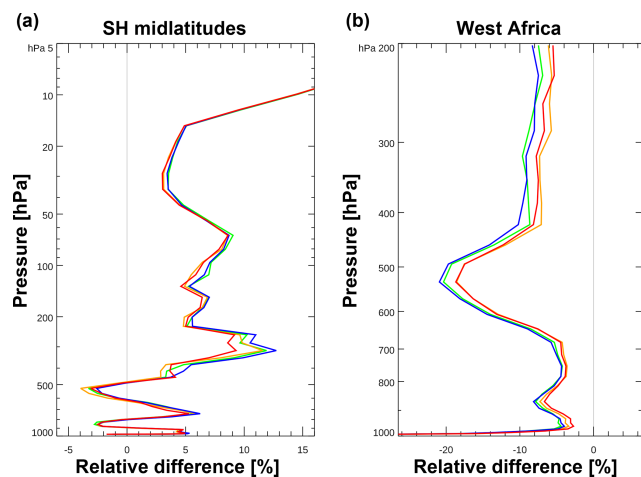 (a) SH midlatitudes
hPa 5
10
20
50
100
200
500
1000
Pressure [hPa]
-5 0 5 10 15
Relative difference [%]
(b) West Africa
hPa 200
300
400
500
600
700
800
1000
Pressure [hPa]
-20 -10 0
Relative difference [%]